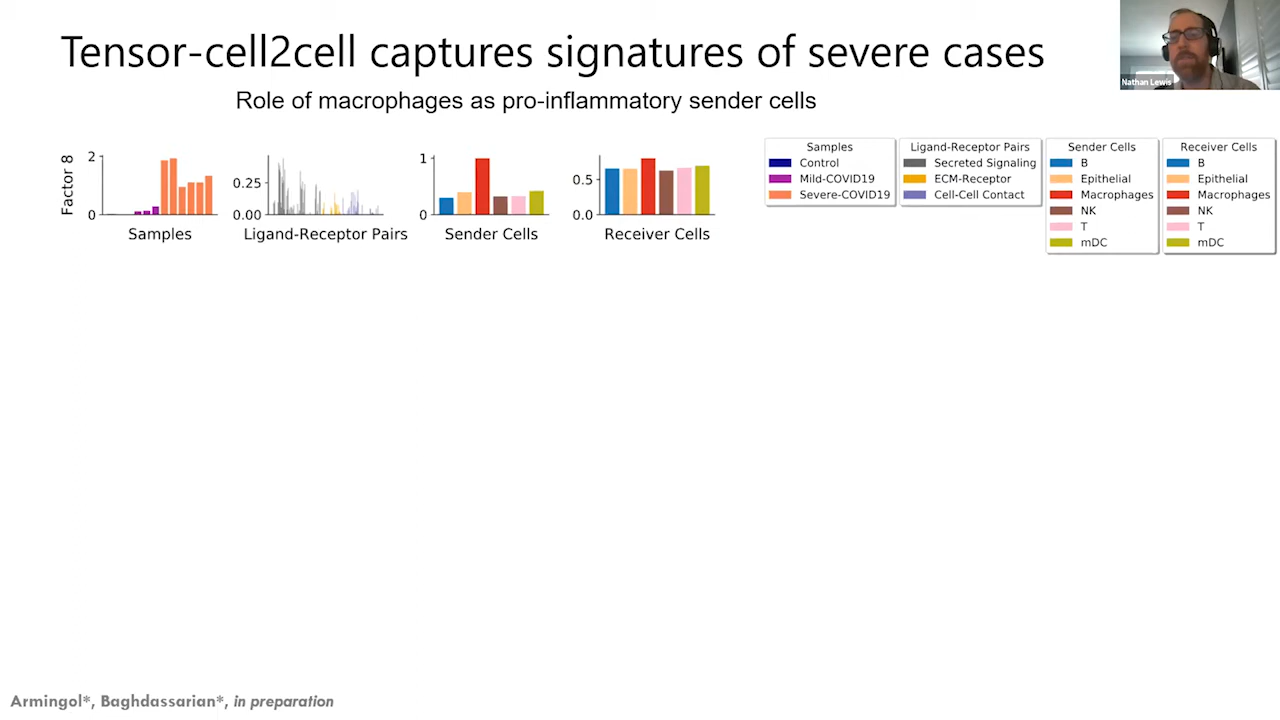 Tensor-cell2cell captures signatures of severe cases
Nathan Lewis
Role of macrophages as pro-inflammatory sender cells
Factor 8
2
0
Samples
0.25
0.00
Ligand-Receptor Pairs
1
0
Sender Cells
0.5
0.0
Receiver Cells
Samples
Control
Mild-COVID19
Severe-COVID19
Ligand-Receptor Pairs
Secreted Signaling
ECM-Receptor
Cell-Cell Contact
Sender Cells
B
Epithelial
Macrophages
NK
T
mDC
Receiver Cells
B
Epithelial
Macrophages
NK
T
mDC
Armingol*, Baghdassarian*, in preparation